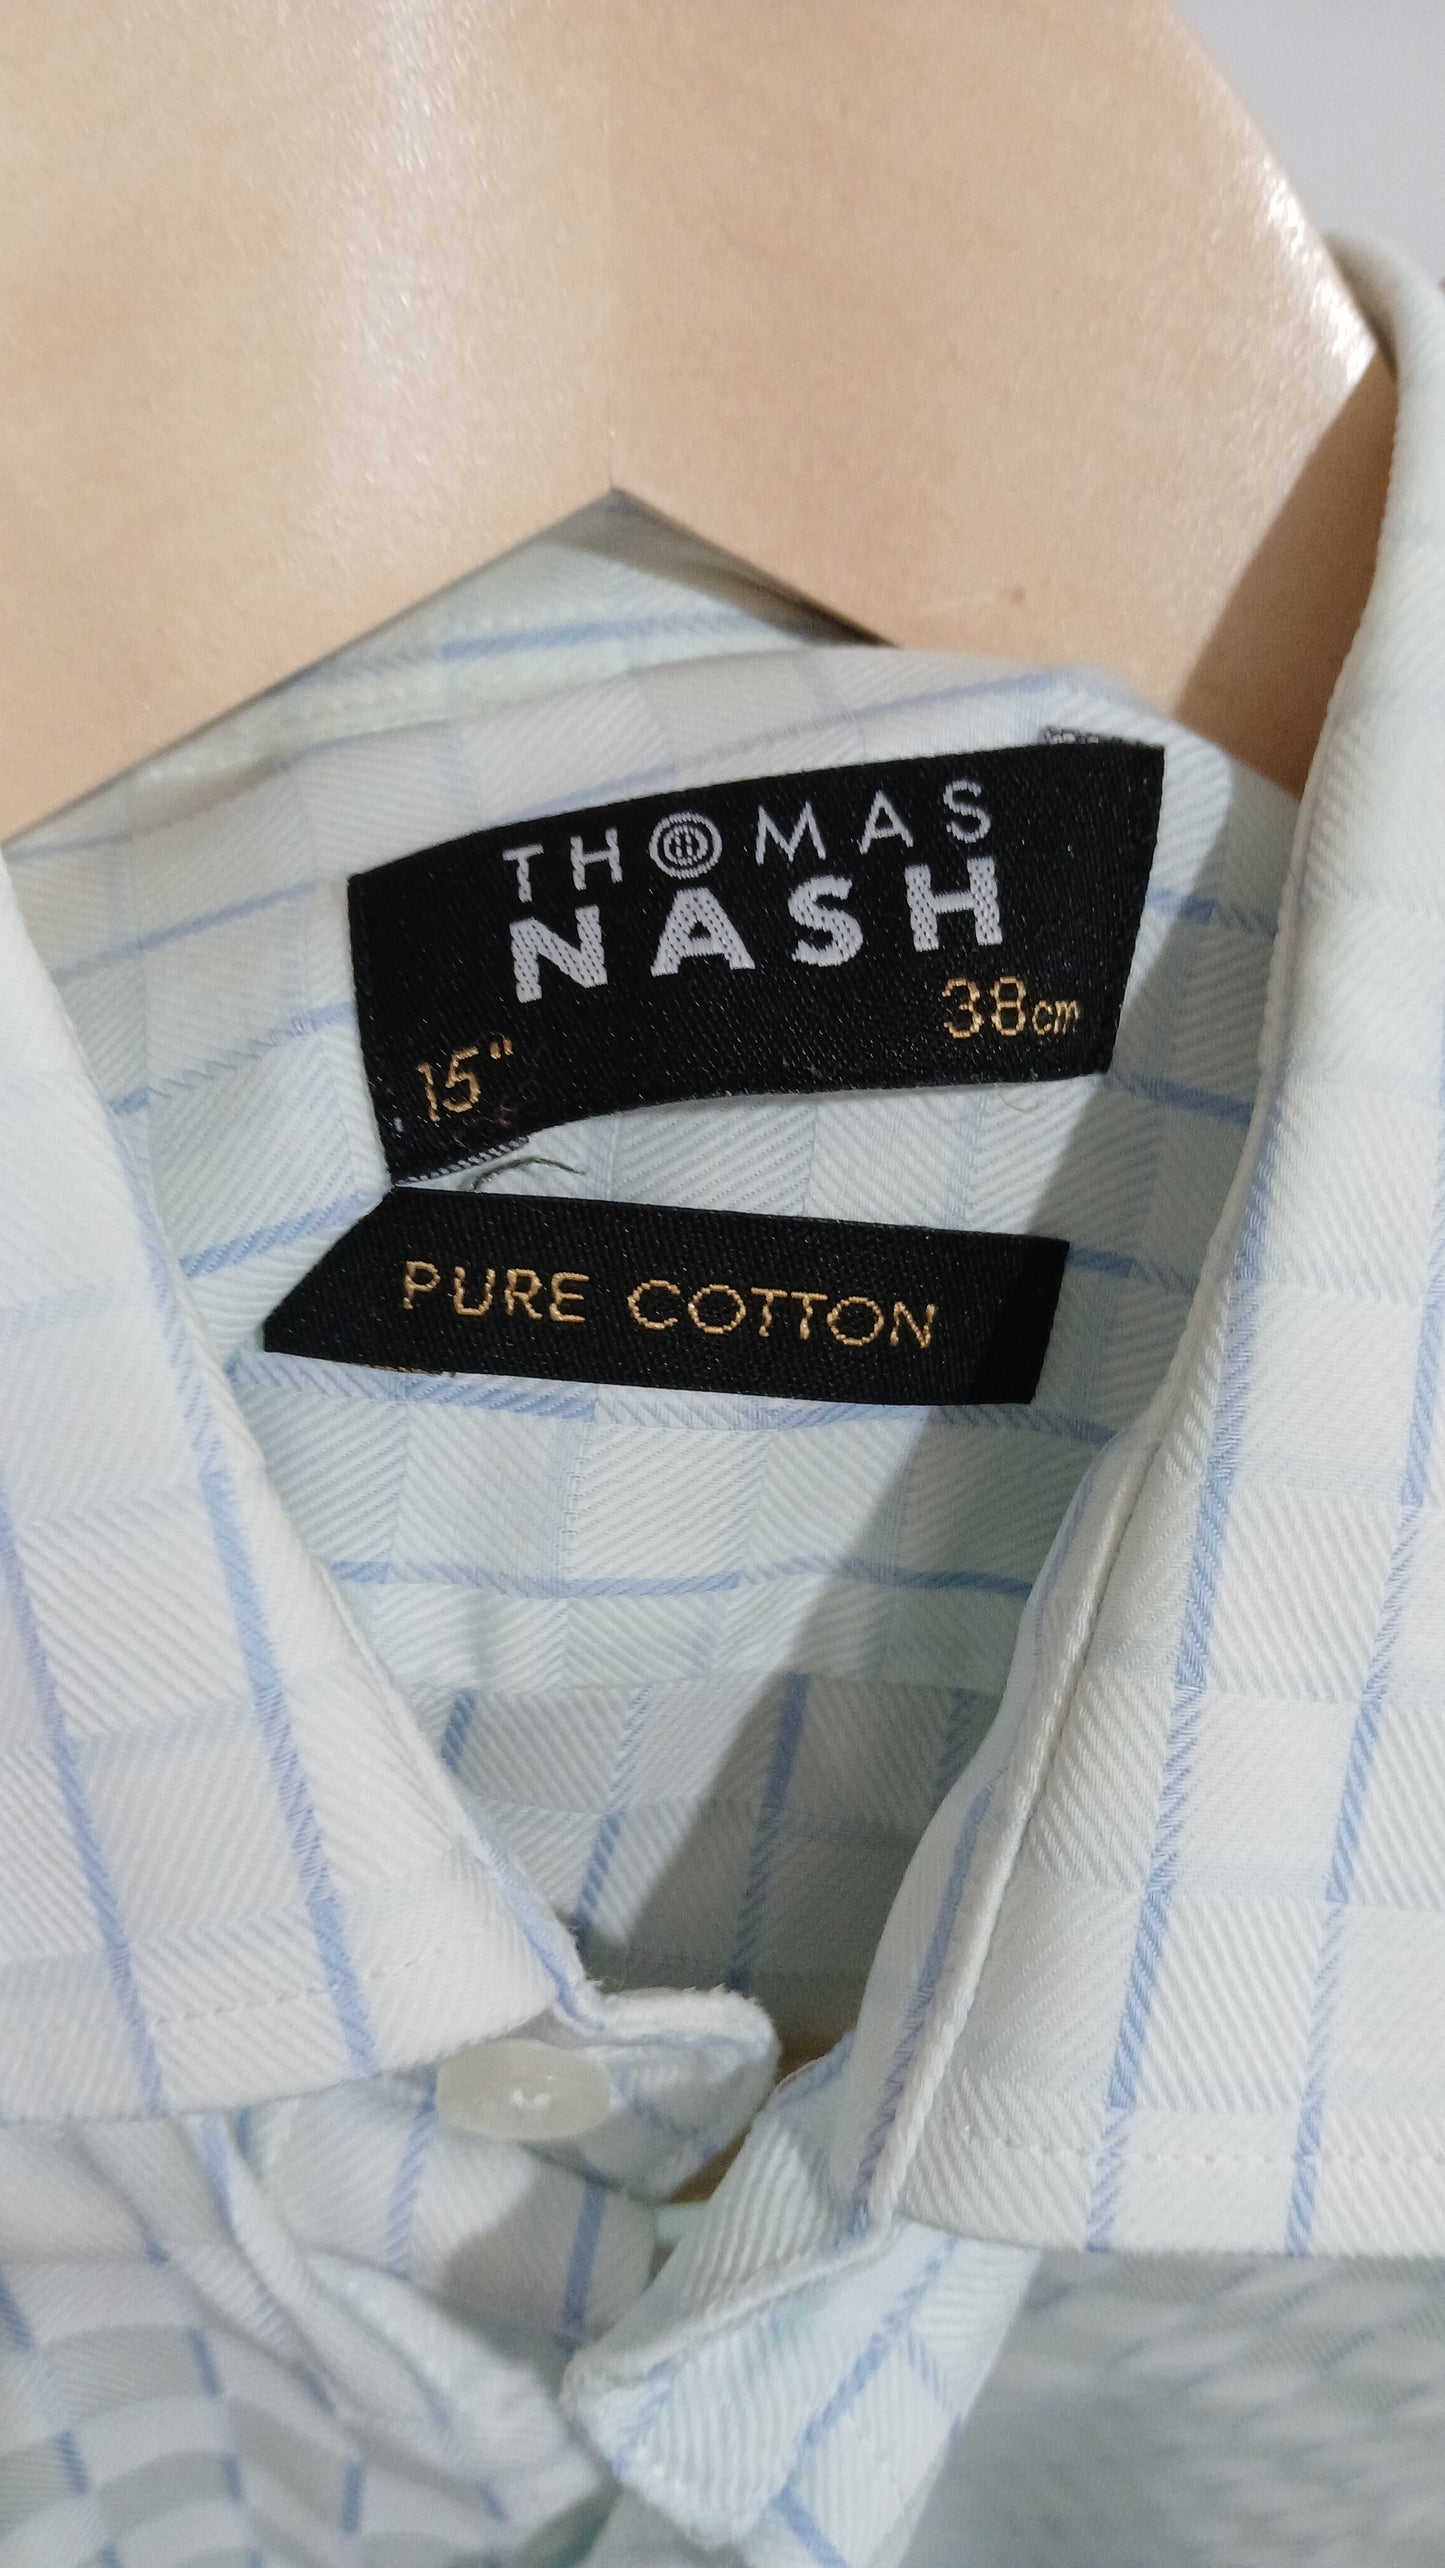 THOMAS
NASH
15" 38cm
PURE COTTON